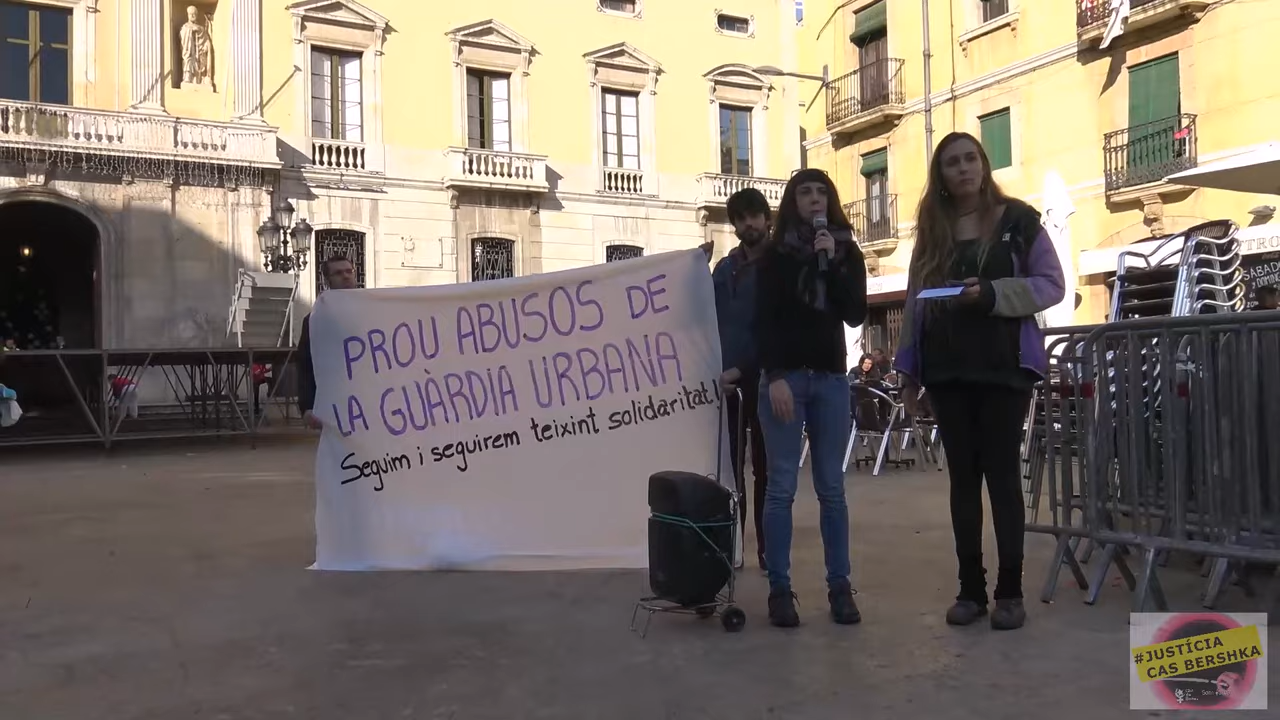 PROU ABUSOS DE
LA GUÀRDIA URBANA
Seguim i seguirem teixint solidaritat!
#JUSTÍCIA
CAS BERSHKA